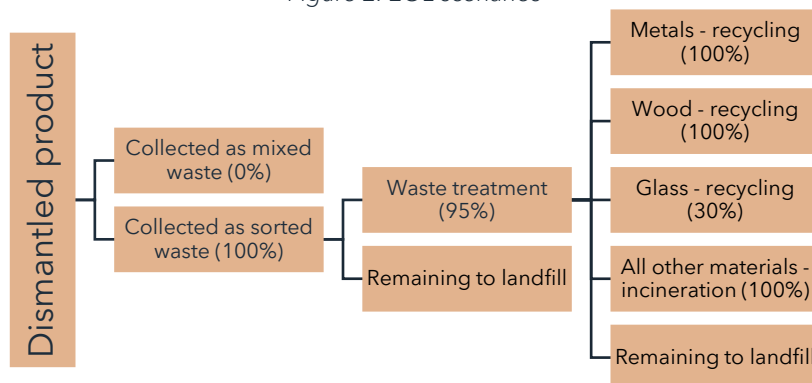 Dismantled product
Collected as mixed
waste (0%)
Collected as sorted
waste (100%)
Waste treatment
(95%)
Remaining to landfill
Metals - recycling
(100%)
Wood - recycling
(100%)
Glass - recycling
(30%)
All other materials -
incineration (100%)
Remaining to landfill